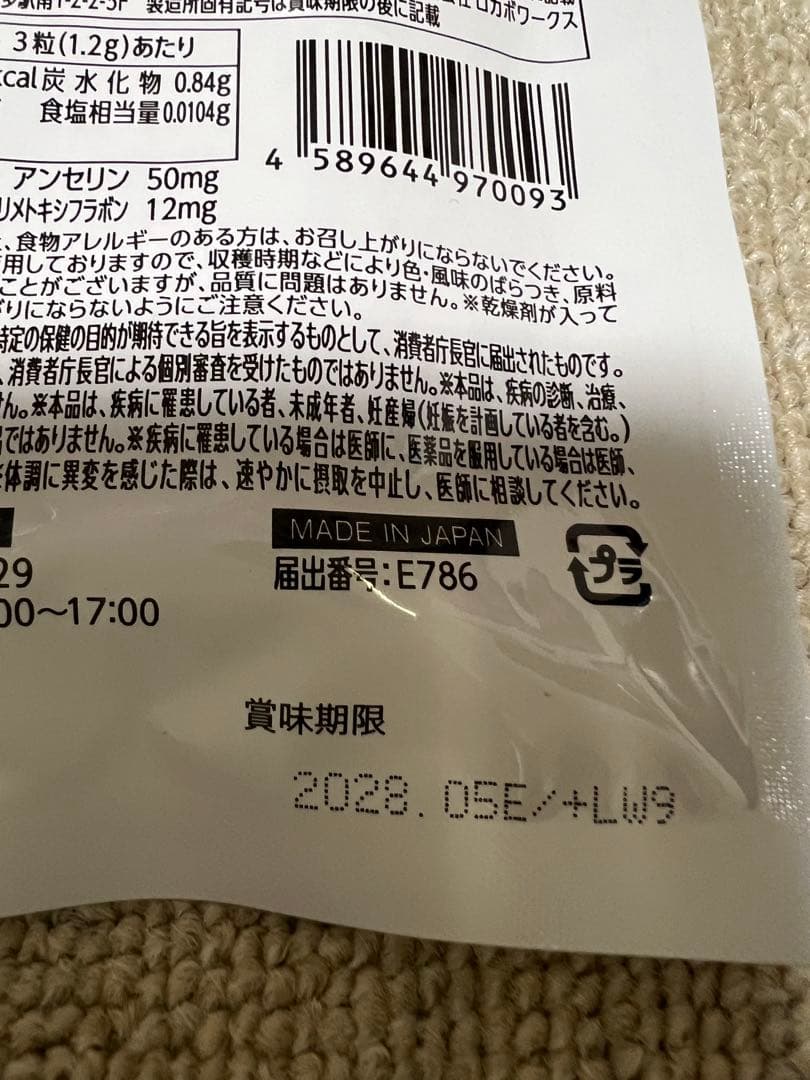 多駅南1-2-2-5F 製造所固有記号は賞味期限の後に記載
ロカボワークス
3粒(1.2g)あたり
kcal 炭水化物 0.84g
食塩相当量0.0104g
4 589644 970093
アンセリン 50mg
リメトキシフラボン 12mg
、食物アレルギーのある方は、お召し上がりにならないでください。
用しておりますので、収穫時期などにより色・風味のばらつき、原料
ことがございますが、品質に問題はありません。※乾燥剤が入って
がりにならないようにご注意ください。
特定の保健の目的が期待できる旨を表示するものとして、消費者庁長官に届出されたものです。
、消費者庁長官による個別審査を受けたものではありません。※本品は、疾病の診断、治療、
せん。※本品は、疾病に罹患している者、未成年者、妊産婦(妊娠を計画している者を含む。)
ではありません。※疾病に罹患している場合は医師に、医薬品を服用している場合は医師、
体調に異変を感じた際は、速やかに摂取を中止し、医師に相談してください。
MADE IN JAPAN
29
届出番号:E786
プラ
00〜17:00
賞味期限
2028.05E/+LW9